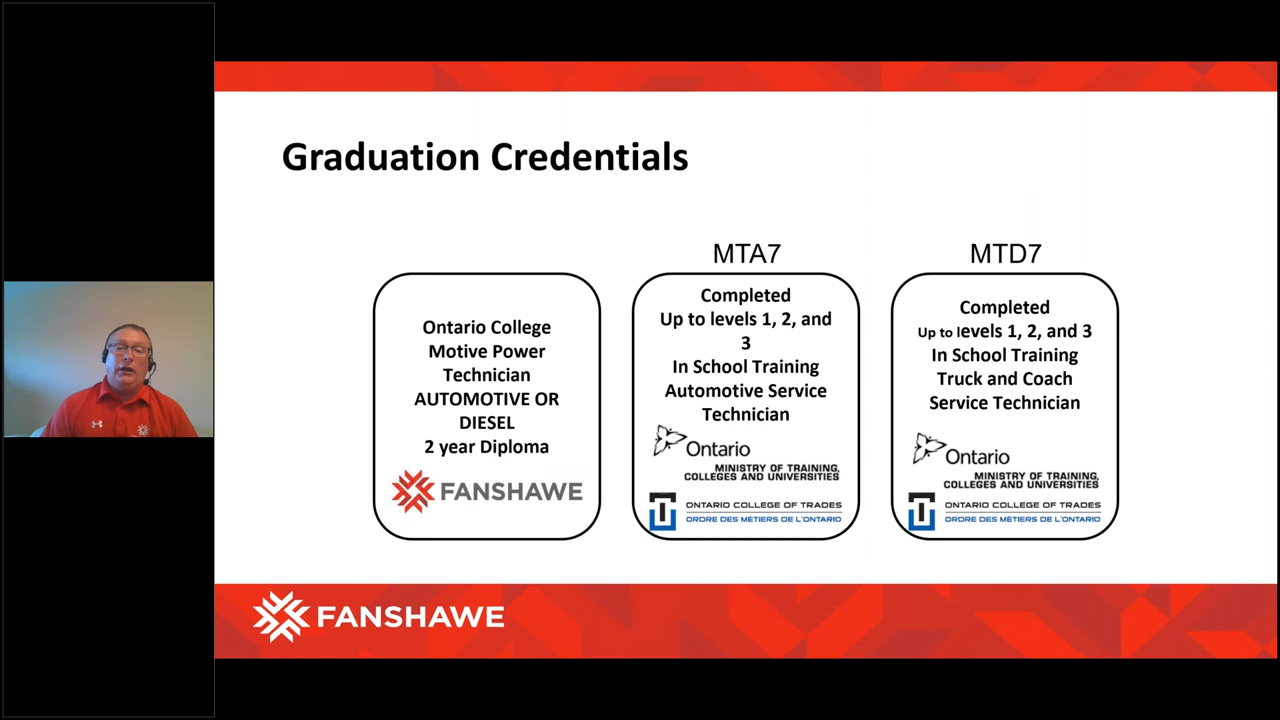 Graduation Credentials
Ontario College
Motive Power
Technician
AUTOMOTIVE OR
DIESEL
2 year Diploma
FANSHAWE
MTA7
Completed
Up to levels 1, 2, and
3
In School Training
Automotive Service
Technician
Ontario
MINISTRY OF TRAINING,
COLLEGES AND UNIVERSITIES
ONTARIO COLLEGE OF TRADES
ORDRE DES MÉTIERS DE L'ONTARIO
MTD7
Completed
Up to levels 1, 2, and 3
In School Training
Truck and Coach
Service Technician
Ontario
MINISTRY OF TRAINING,
COLLEGES AND UNIVERSITIES
ONTARIO COLLEGE OF TRADES
ORDRE DES MÉTIERS DE L'ONTARIO
FANSHAWE